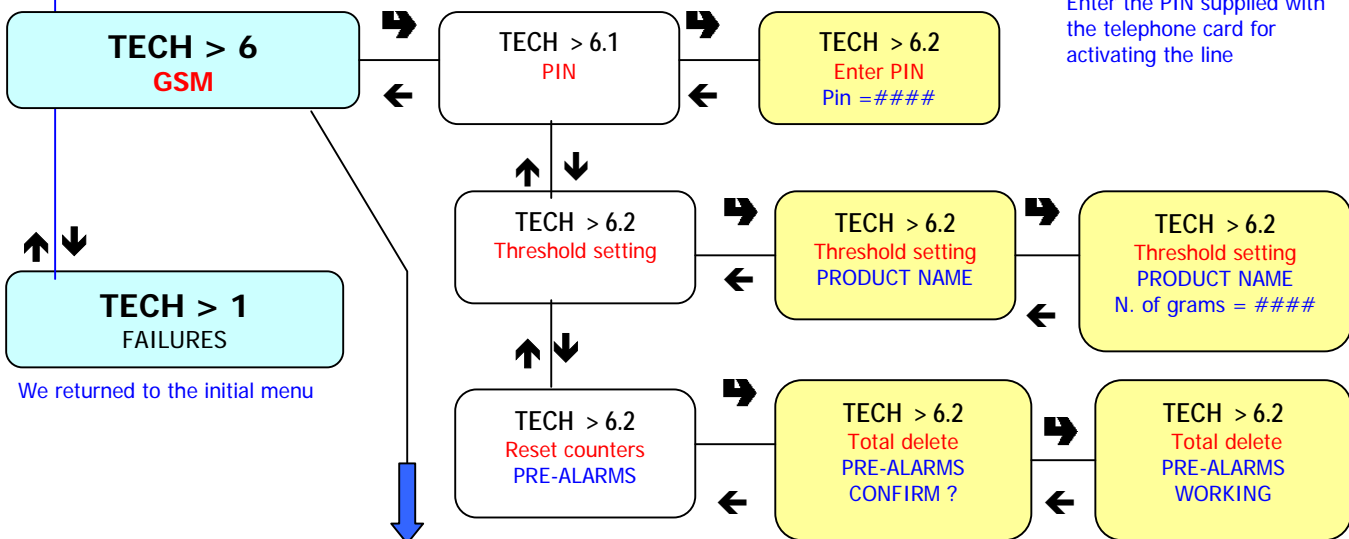 Enter the PIN supplied with
the telephone card for
activating the line
TECH > 6
GSM
TECH > 6.1
PIN
TECH > 6.2
Enter PIN
Pin =####
TECH > 6.2
Threshold setting
TECH > 6.2
Threshold setting
PRODUCT NAME
TECH > 6.2
Threshold setting
PRODUCT NAME
N. of grams = ####
TECH > 1
FAILURES
We returned to the initial menu
TECH > 6.2
Reset counters
PRE-ALARMS
TECH > 6.2
Total delete
PRE-ALARMS
CONFIRM ?
TECH > 6.2
Total delete
PRE-ALARMS
WORKING